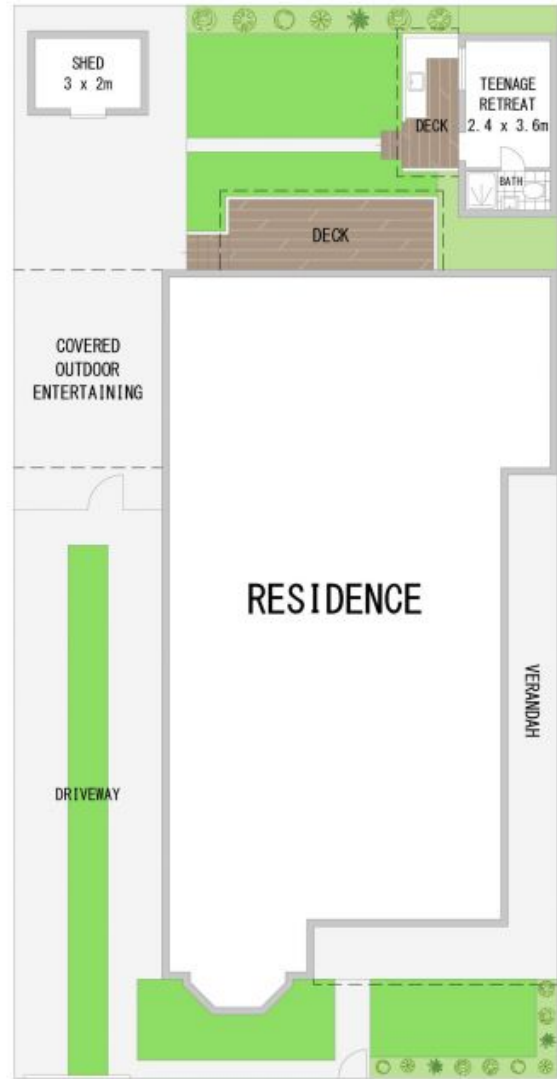 SHED
3 x 2m
TEENAGE
RETREAT
2.4 x 3.6m
DECK
BATH
DECK
COVERED
OUTDOOR
ENTERTAINING
RESIDENCE
VERANDAH
DRIVEWAY